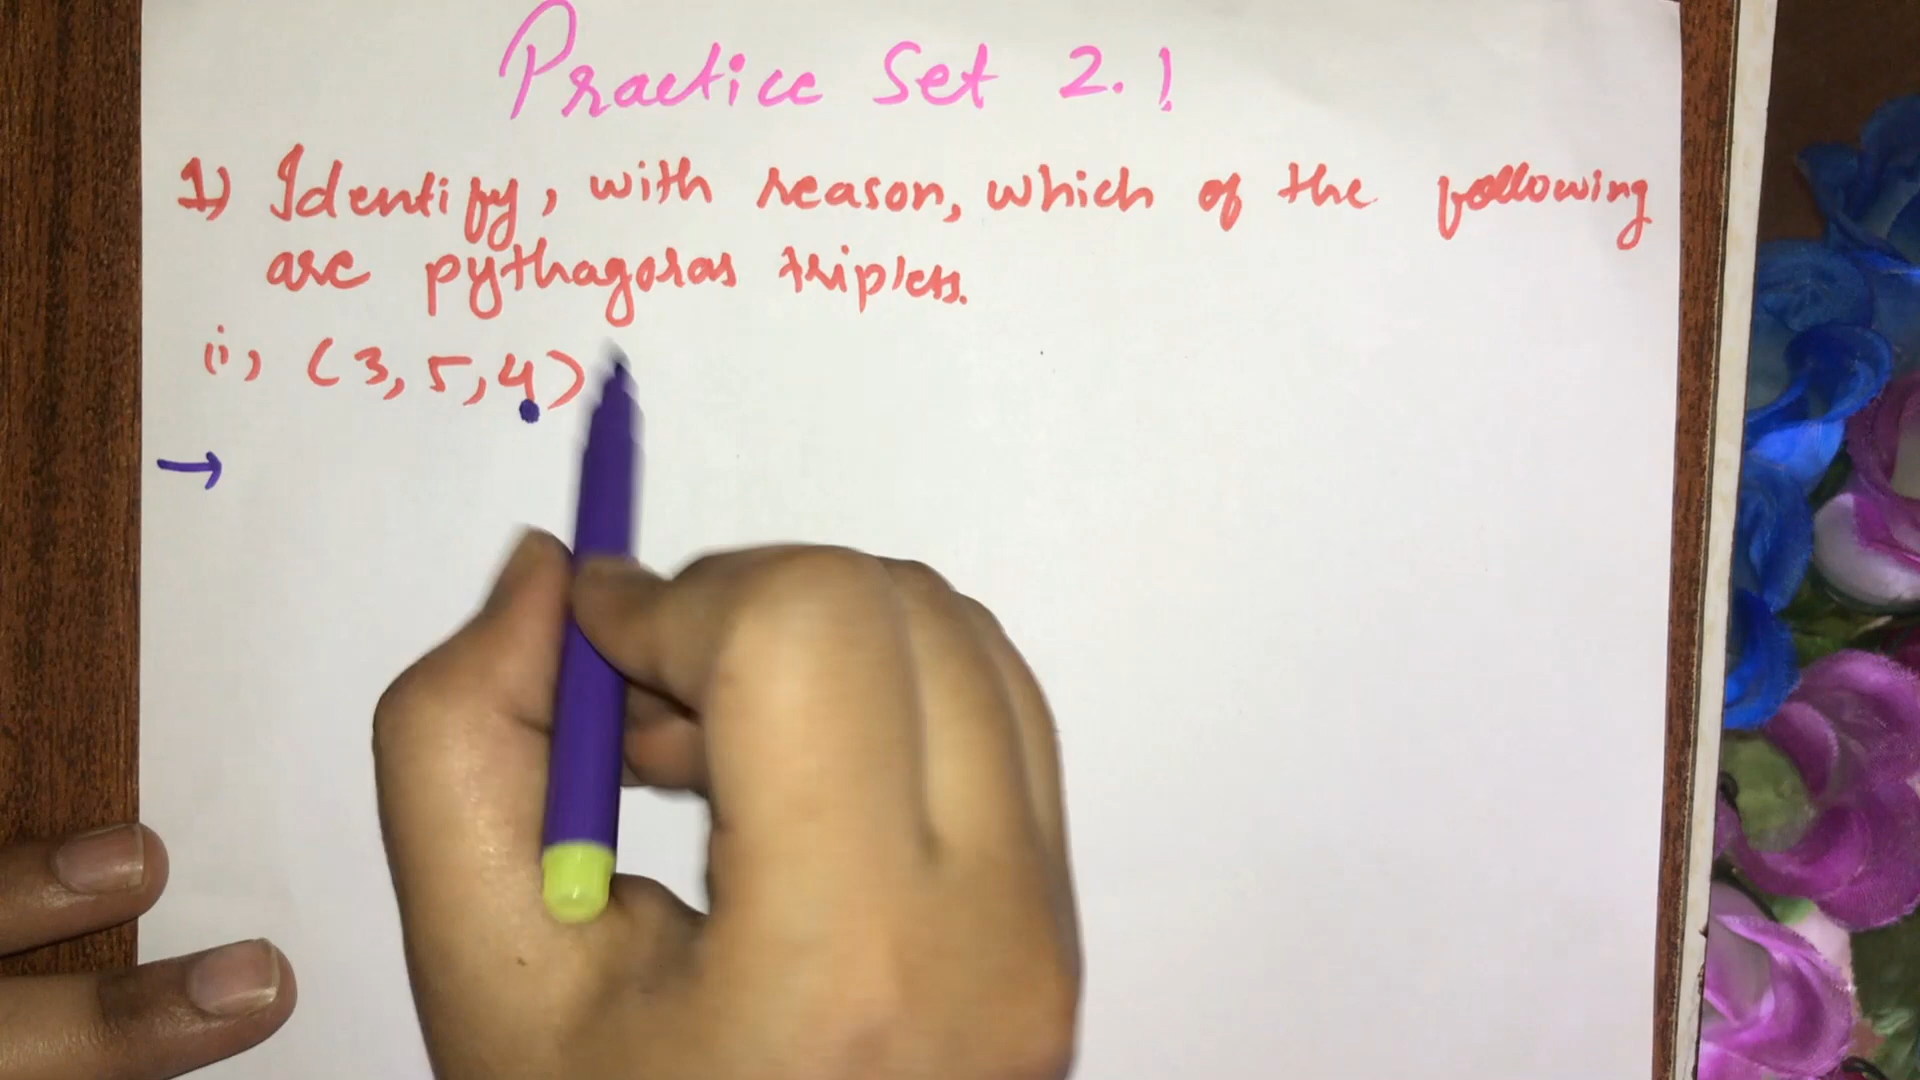 Practice Set 2.1
1) Identify, with reason, which of the following
are pythagoras triplets.
(i), (3,5,4)
→